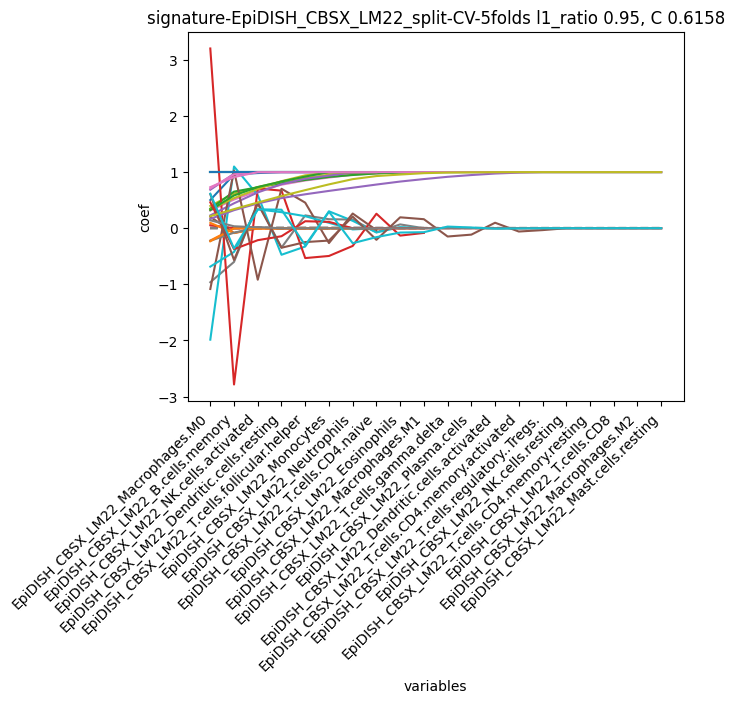 signature-EpiDISH_CBSX_LM22_split-CV-5folds l1_ratio 0.95, C 0.6158
3
2
1
0
−1
−2
−3
coef
EpiDISH_CBSX_LM22_Macrophages.M0
EpiDISH_CBSX_LM22_B.cells.memory
EpiDISH_CBSX_LM22_NK.cells.activated
EpiDISH_CBSX_LM22_Dendritic.cells.resting
EpiDISH_CBSX_LM22_T.cells.follicular.helper
EpiDISH_CBSX_LM22_Monocytes
EpiDISH_CBSX_LM22_Neutrophils
EpiDISH_CBSX_LM22_T.cells.CD4.naive
EpiDISH_CBSX_LM22_Eosinophils
EpiDISH_CBSX_LM22_Macrophages.M1
EpiDISH_CBSX_LM22_T.cells.gamma.delta
EpiDISH_CBSX_LM22_Plasma.cells
EpiDISH_CBSX_LM22_Dendritic.cells.activated
EpiDISH_CBSX_LM22_T.cells.CD4.memory.activated
EpiDISH_CBSX_LM22_T.cells.regulatory..Tregs.
EpiDISH_CBSX_LM22_NK.cells.resting
EpiDISH_CBSX_LM22_T.cells.CD4.memory.resting
EpiDISH_CBSX_LM22_T.cells.CD8
EpiDISH_CBSX_LM22_Macrophages.M2
EpiDISH_CBSX_LM22_Mast.cells.resting
variables